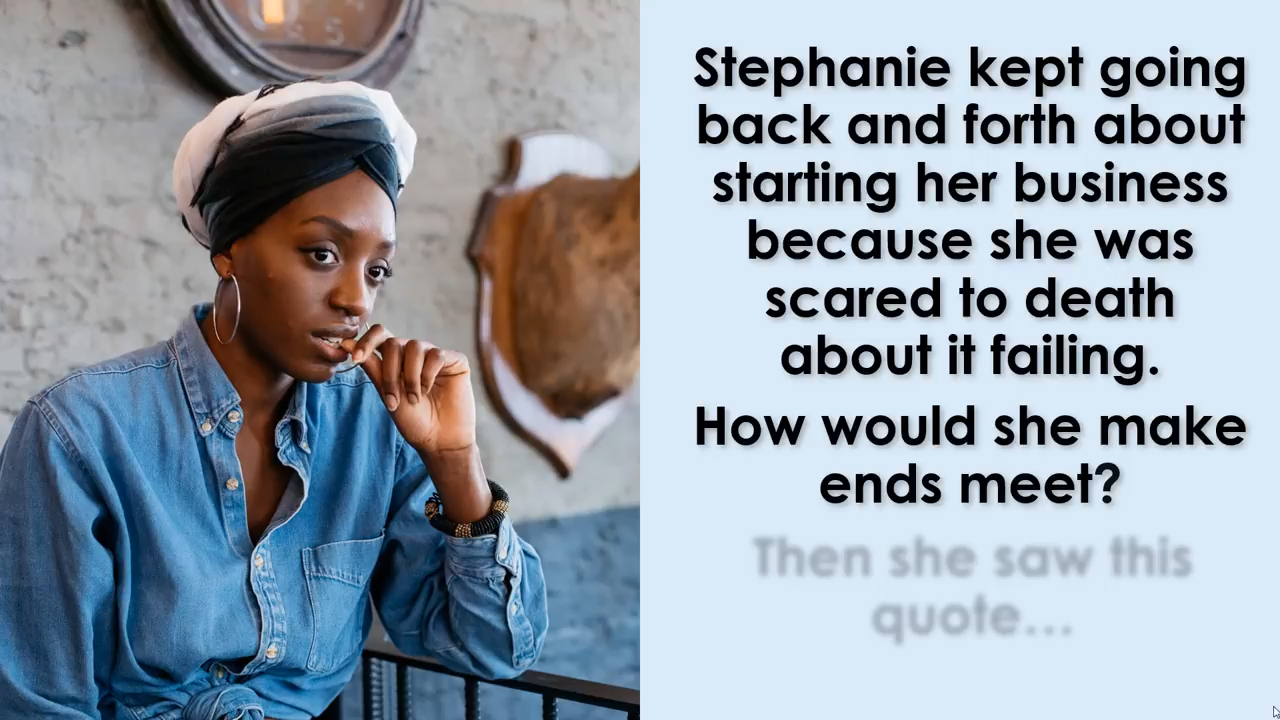 Stephanie kept going
back and forth about
starting her business
because she was
scared to death
about it failing.
How would she make
ends meet?
Then she saw this
quote...